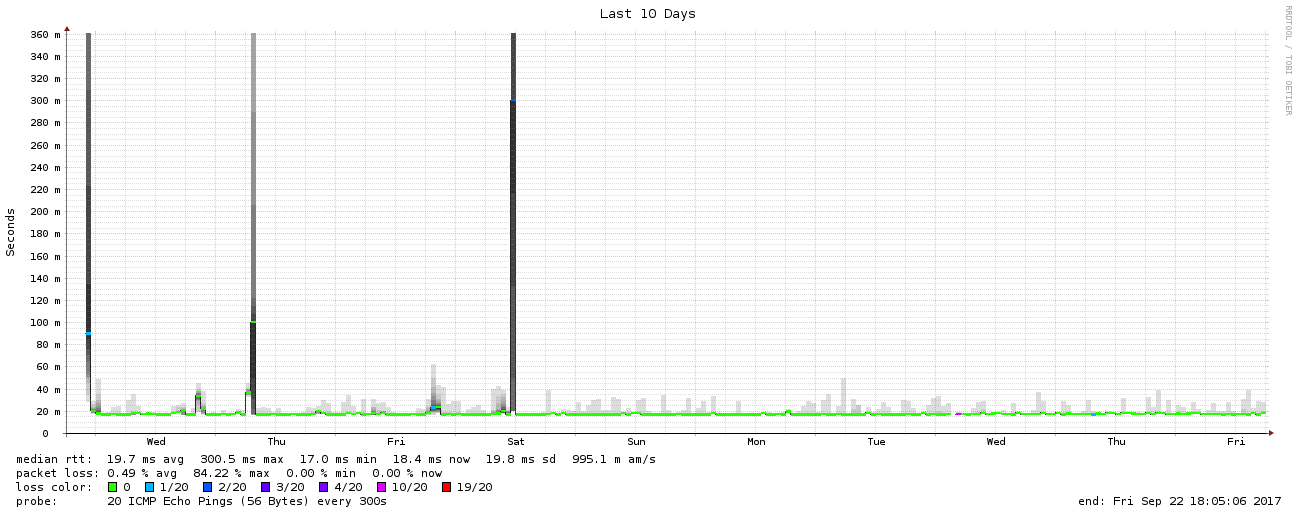 Last 10 Days
RRDTOOL / TOBI OETIKER
Seconds
360 m
340 m
320 m
300 m
280 m
260 m
240 m
220 m
200 m
180 m
160 m
140 m
120 m
100 m
80 m
60 m
40 m
20 m
0
Wed Thu Fri Sat Sun Mon Tue Wed Thu Fri
median rtt: 19.7 ms avg 300.5 ms max 17.0 ms min 18.4 ms now 19.8 ms sd 995.1 m am/s
packet loss: 0.49 % avg 84.22 % max 0.00 % min 0.00 % now
loss color: 0 1/20 2/20 3/20 4/20 10/20 19/20
probe: 20 ICMP Echo Pings (56 Bytes) every 300s end: Fri Sep 22 18:05:06 2017